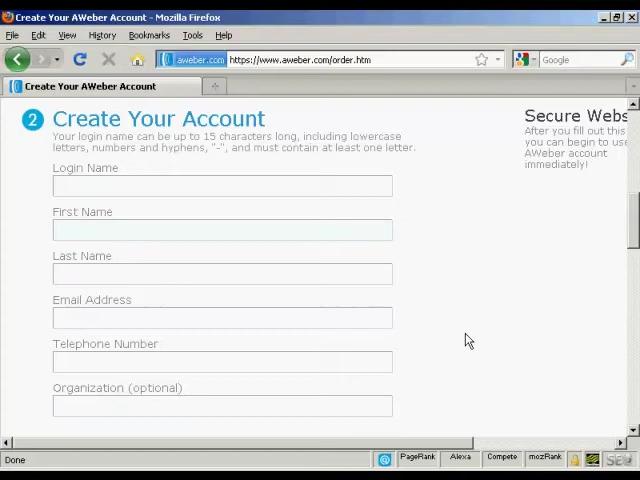 Create Your AWeber Account - Mozilla Firefox
File Edit View History Bookmarks Tools Help
aweber.com https://www.aweber.com/order.htm Google
Create Your AWeber Account
2 Create Your Account
Your login name can be up to 15 characters long, including lowercase
letters, numbers and hyphens, "-", and must contain at least one letter.
Login Name
First Name
Last Name
Email Address
Telephone Number
Organization (optional)
Secure Webs
After you fill out this
you can begin to use
AWeber account
immediately!
Done PageRank Alexa Compete mozRank